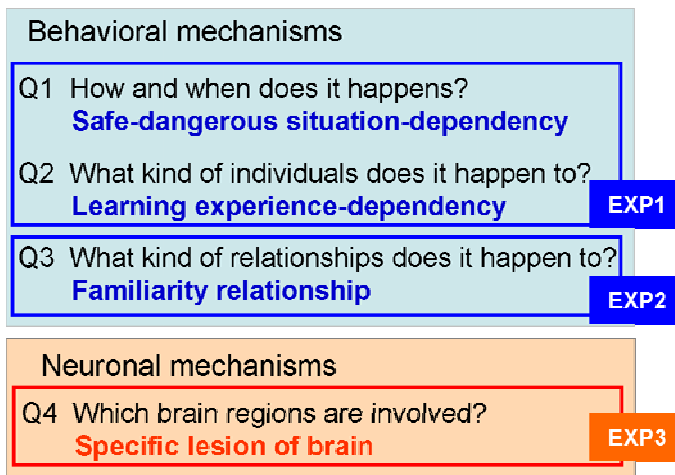 Behavioral mechanisms
Q1 How and when does it happens?
Safe-dangerous situation-dependency
Q2 What kind of individuals does it happen to?
Learning experience-dependency
EXP1
Q3 What kind of relationships does it happen to?
Familiarity relationship
EXP2
Neuronal mechanisms
Q4 Which brain regions are involved?
Specific lesion of brain
EXP3